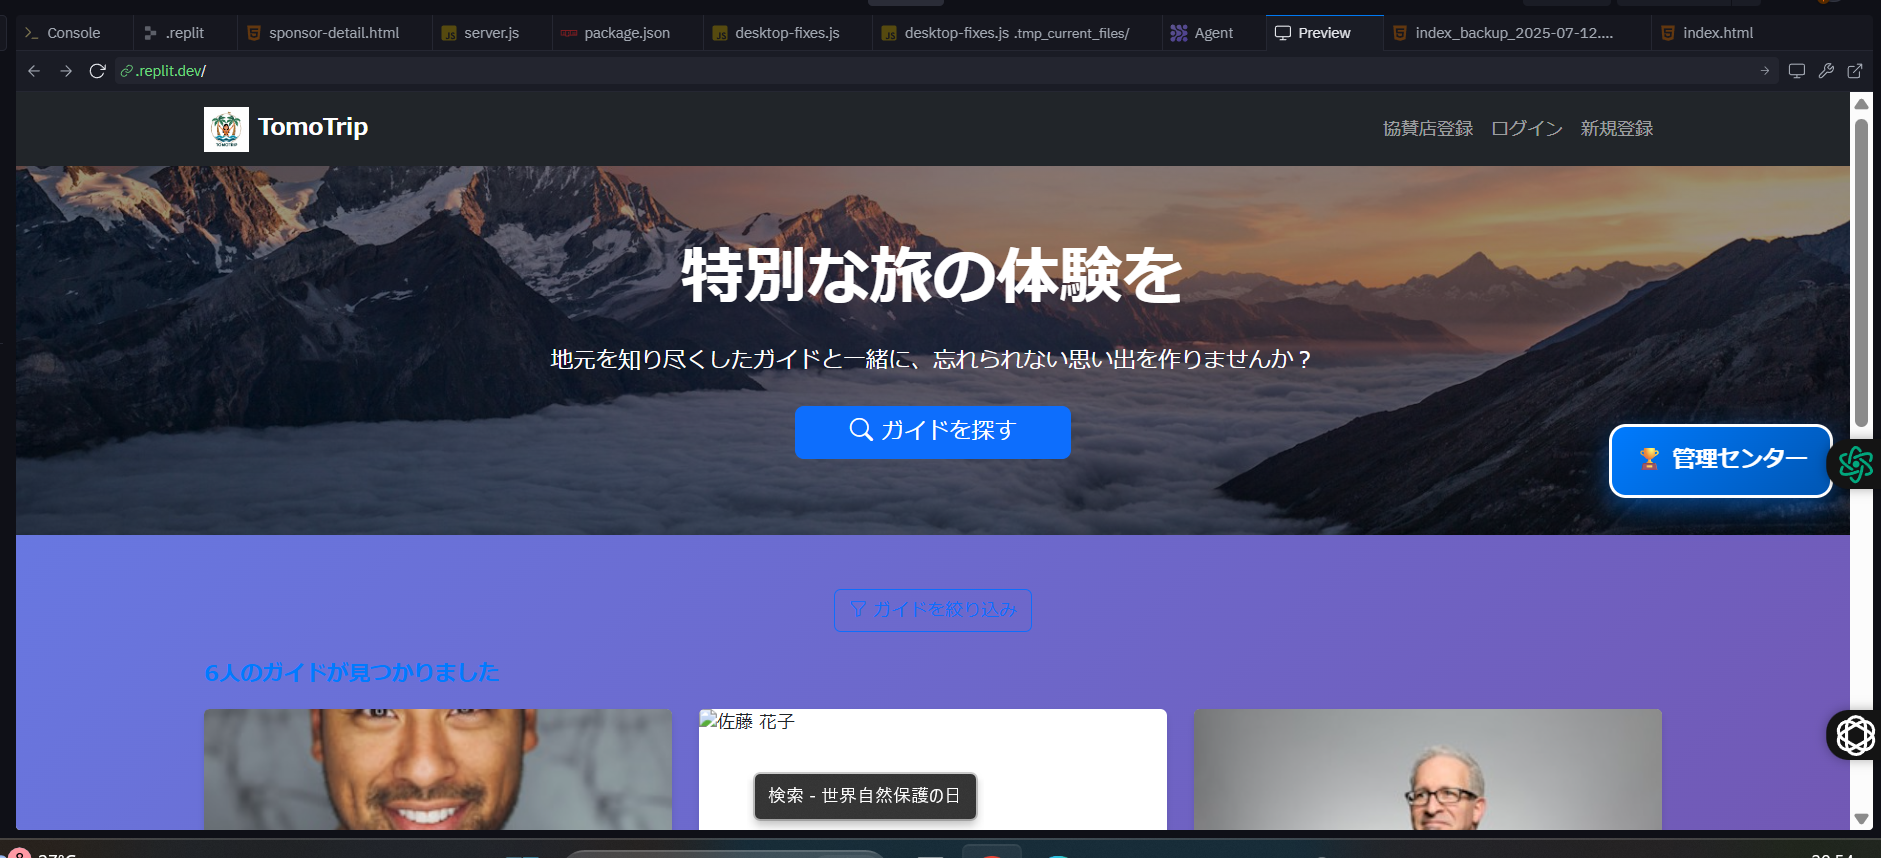 Console
.replit
sponsor-detail.html
server.js
package.json
desktop-fixes.js
desktop-fixes.js .tmp_current_files/
Agent
Preview
index_backup_2025-07-12....
index.html
.replit.dev/
TomoTrip
協賛店登録 ログイン 新規登録
特別な旅の体験を
地元を知り尽くしたガイドと一緒に、忘れられない思い出を作りませんか？
ガイドを探す
管理センター
ガイドを絞り込み
6人のガイドが見つかりました
佐藤 花子
検索 - 世界自然保護の日